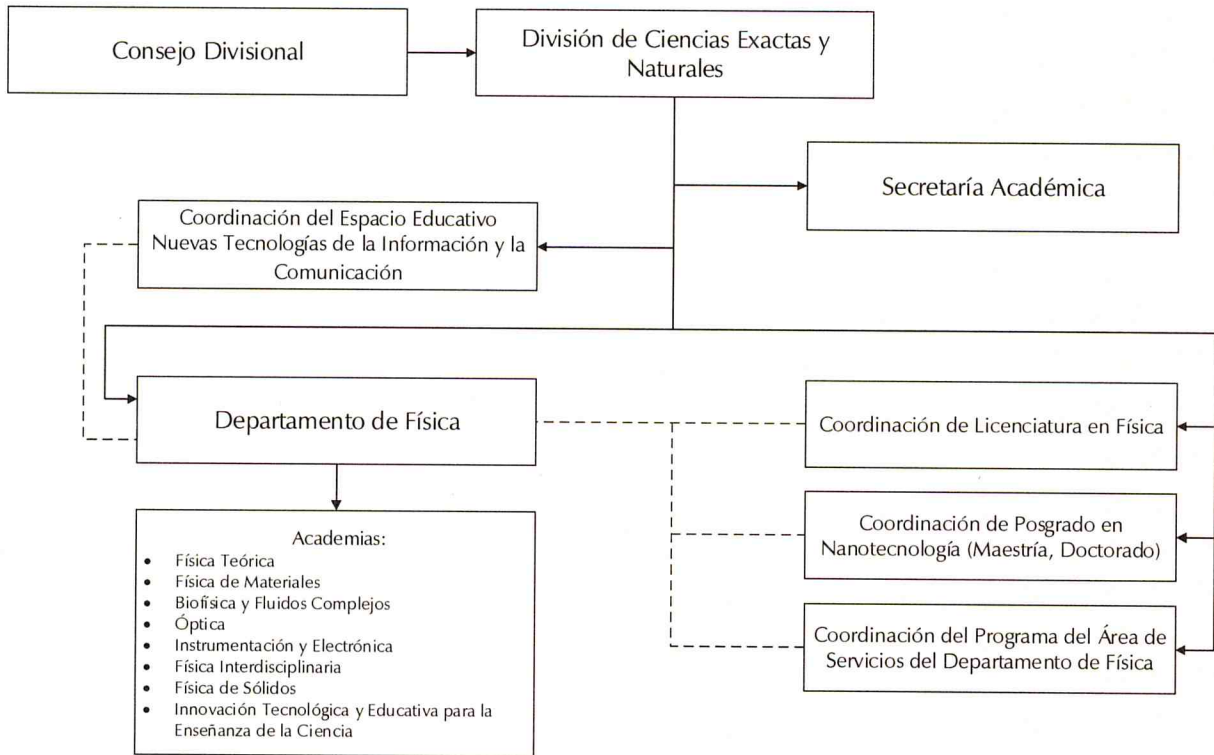 Consejo Divisional
División de Ciencias Exactas y
Naturales
Secretaría Académica
Coordinación del Espacio Educativo
Nuevas Tecnologías de la Información y la
Comunicación
Departamento de Física
Coordinación de Licenciatura en Física
Coordinación de Posgrado en
Nanotecnología (Maestría, Doctorado)
Coordinación del Programa del Área de
Servicios del Departamento de Física
Academias:
• Física Teórica
• Física de Materiales
• Biofísica y Fluidos Complejos
• Óptica
• Instrumentación y Electrónica
• Física Interdisciplinaria
• Física de Sólidos
• Innovación Tecnológica y Educativa para la
Enseñanza de la Ciencia